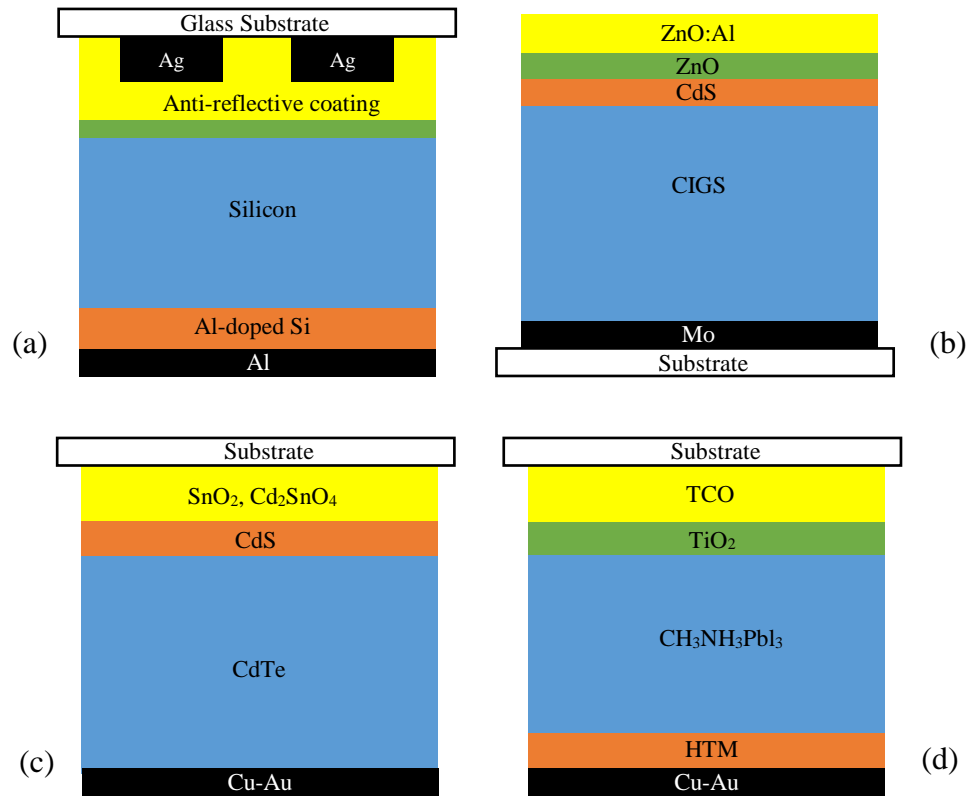 Glass Substrate
Ag
Ag
Anti-reflective coating
Silicon
Al-doped Si
Al
(a)
ZnO:Al
ZnO
CdS
CIGS
Mo
Substrate
(b)
Substrate
SnO₂, Cd₂SnO₄
CdS
CdTe
Cu-Au
(c)
Substrate
TCO
TiO₂
CH₃NH₃PbI₃
HTM
Cu-Au
(d)